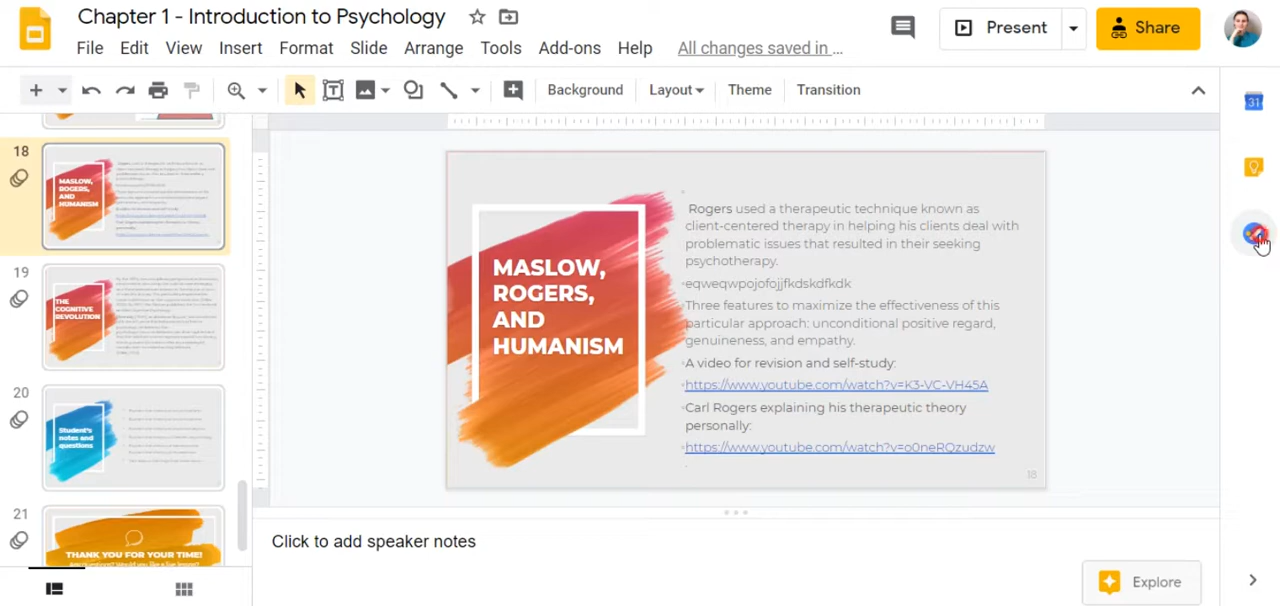 Chapter 1 - Introduction to Psychology
File Edit View Insert Format Slide Arrange Tools Add-ons Help All changes saved in …
Present
Share
Background Layout Theme Transition
31
18
MASLOW,
ROGERS,
AND
HUMANISM
19
THE
COGNITIVE
REVOLUTION
20
Student's
notes and
questions
21
THANK YOU FOR YOUR TIME!
MASLOW,
ROGERS,
AND
HUMANISM
Rogers used a therapeutic technique known as
client-centered therapy in helping his clients deal with
problematic issues that resulted in their seeking
psychotherapy.
eqweqwpojofojjfkdskdfkdk
Three features to maximize the effectiveness of this
particular approach: unconditional positive regard,
genuineness, and empathy.
A video for revision and self-study:
https://www.youtube.com/watch?v=K3-VC-VH45A
Carl Rogers explaining his therapeutic theory
personally:
https://www.youtube.com/watch?v=o0neRQzudzw
18
Click to add speaker notes
Explore